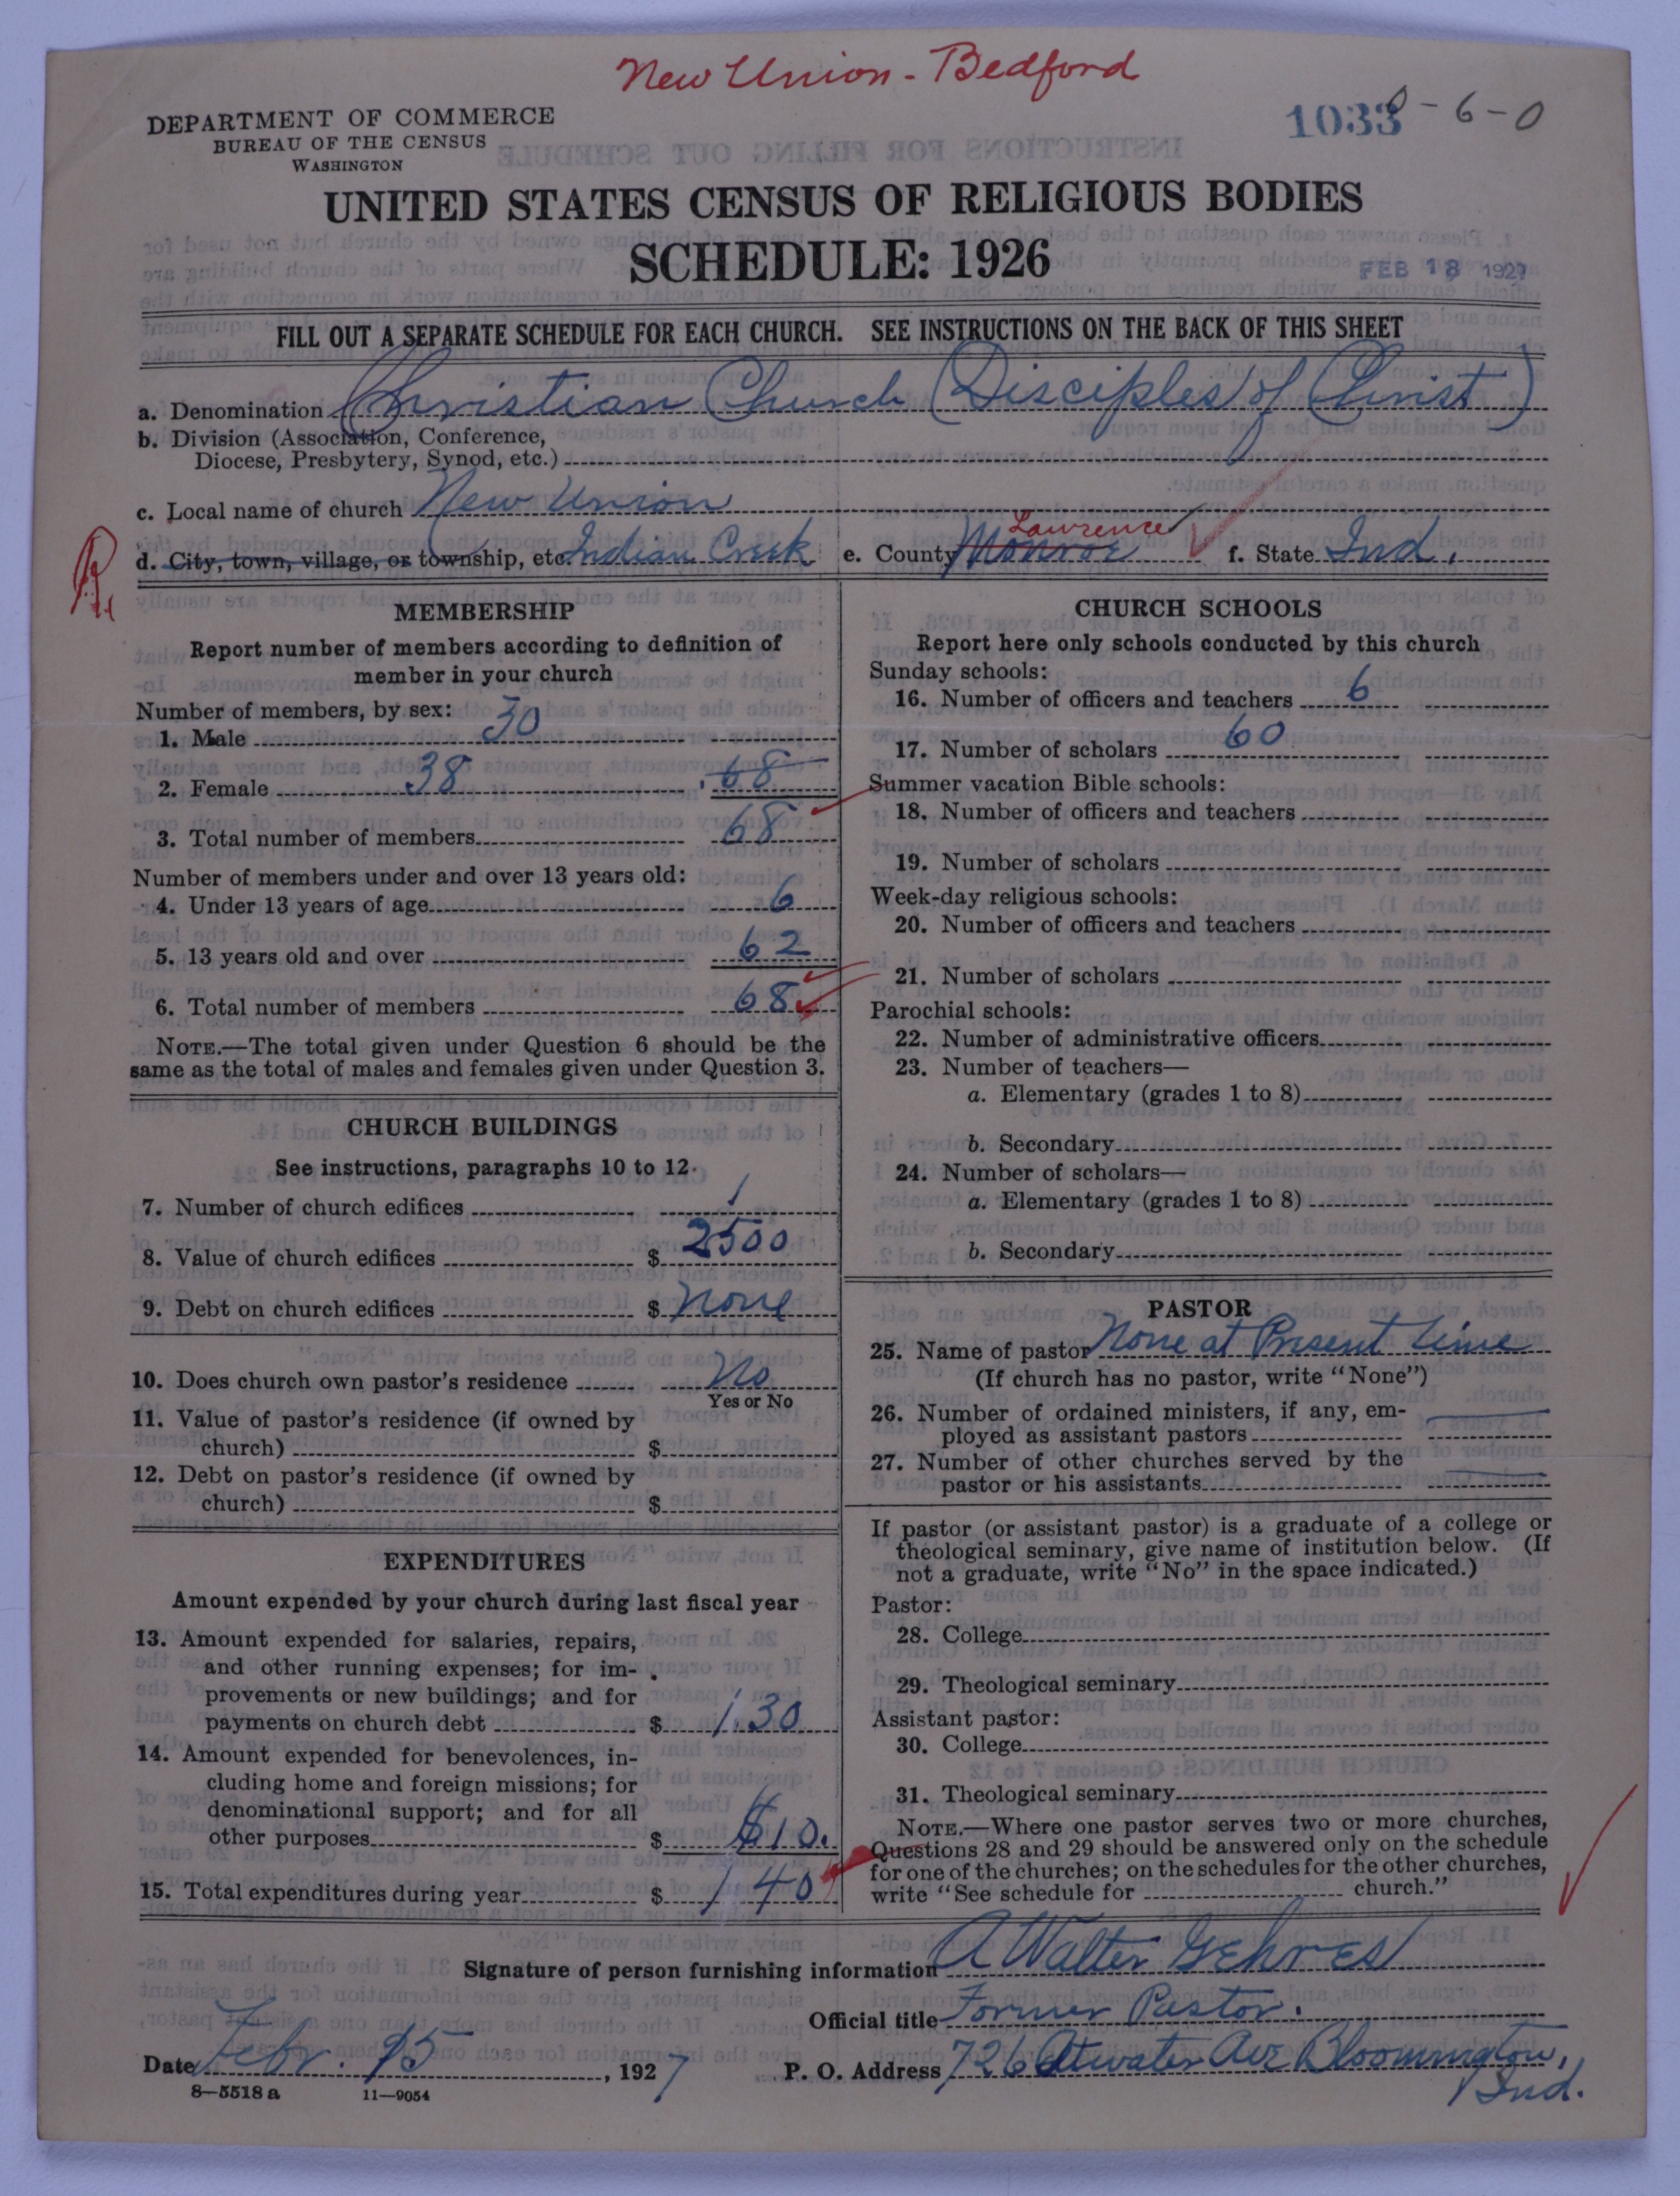 New Union - Bedford
1033
0-6-0
DEPARTMENT OF COMMERCE
BUREAU OF THE CENSUS
WASHINGTON
UNITED STATES CENSUS OF RELIGIOUS BODIES
SCHEDULE: 1926
FEB 18 1927
FILL OUT A SEPARATE SCHEDULE FOR EACH CHURCH. SEE INSTRUCTIONS ON THE BACK OF THIS SHEET
a. Denomination Christian Church (Disciples of Christ)
b. Division (Association, Conference,
Diocese, Presbytery, Synod, etc.)
c. Local name of church New Union
R.
d. City, town, village, or township, etc. Indian Creek e. County Monroe Lawrence f. State Ind.
MEMBERSHIP
Report number of members according to definition of
member in your church
Number of members, by sex:
1. Male 30
2. Female 38 68
3. Total number of members 68
Number of members under and over 13 years old:
4. Under 13 years of age 6
5. 13 years old and over 62
6. Total number of members 68
NOTE.—The total given under Question 6 should be the
same as the total of males and females given under Question 3.
CHURCH BUILDINGS
See instructions, paragraphs 10 to 12.
7. Number of church edifices 1
8. Value of church edifices $ 2500
9. Debt on church edifices $ None
10. Does church own pastor's residence No
Yes or No
11. Value of pastor's residence (if owned by
church) $
12. Debt on pastor's residence (if owned by
church) $
EXPENDITURES
Amount expended by your church during last fiscal year
13. Amount expended for salaries, repairs,
and other running expenses; for im-
provements or new buildings; and for
payments on church debt $ 130
14. Amount expended for benevolences, in-
cluding home and foreign missions; for
denominational support; and for all
other purposes $ $10.
15. Total expenditures during year $ 140
CHURCH SCHOOLS
Report here only schools conducted by this church
Sunday schools:
16. Number of officers and teachers 6
17. Number of scholars 60
Summer vacation Bible schools:
18. Number of officers and teachers
19. Number of scholars
Week-day religious schools:
20. Number of officers and teachers
21. Number of scholars
Parochial schools:
22. Number of administrative officers
23. Number of teachers—
a. Elementary (grades 1 to 8)
b. Secondary
24. Number of scholars—
a. Elementary (grades 1 to 8)
b. Secondary
PASTOR
25. Name of pastor None at Present time
(If church has no pastor, write "None")
26. Number of ordained ministers, if any, em-
ployed as assistant pastors
27. Number of other churches served by the
pastor or his assistants
If pastor (or assistant pastor) is a graduate of a college or
theological seminary, give name of institution below. (If
not a graduate, write "No" in the space indicated.)
Pastor:
28. College
29. Theological seminary
Assistant pastor:
30. College
31. Theological seminary
NOTE.—Where one pastor serves two or more churches,
Questions 28 and 29 should be answered only on the schedule
for one of the churches; on the schedules for the other churches,
write "See schedule for church."
Signature of person furnishing information A Walter Gehres
Official title Former Pastor.
Date Febr. 15, 1927 P. O. Address 726 Atwater Ave Bloomington,
Ind.
8—5518 a 11—9054